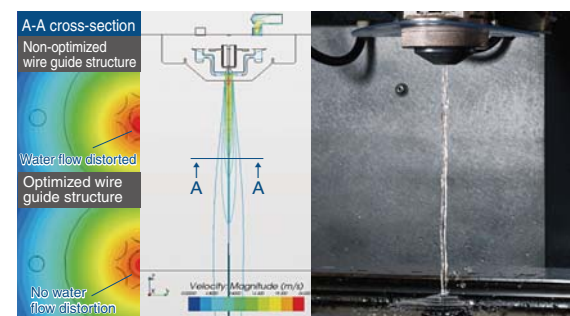 A-A cross-section
Non-optimized
wire guide structure
Water flow distorted
Optimized wire
guide structure
No water
flow distortion
A
A
Velocity: Magnitude (m/s)